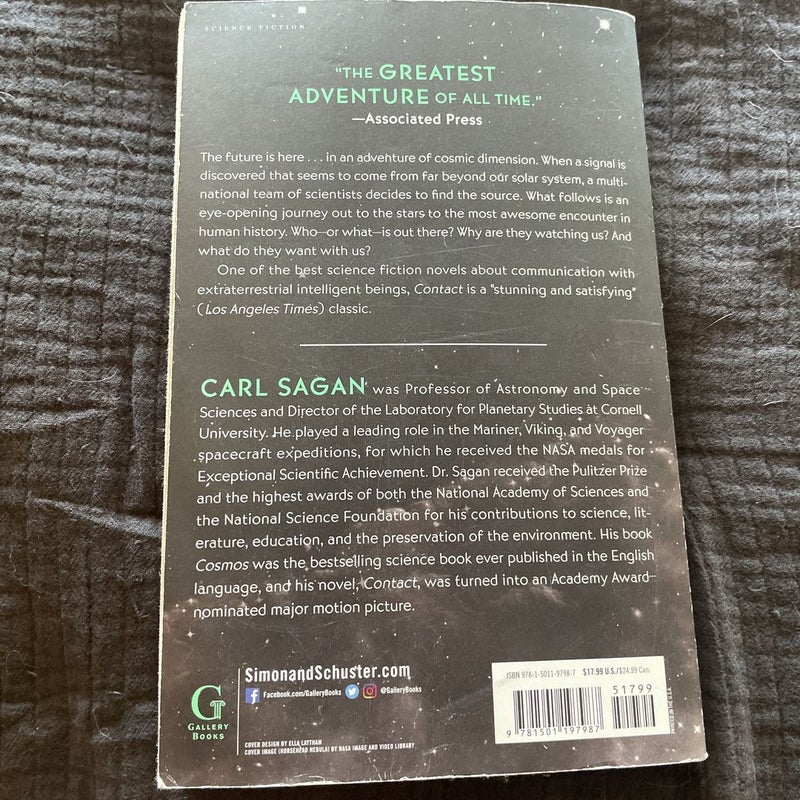 SCIENCE FICTION
"THE GREATEST
ADVENTURE OF ALL TIME."
—Associated Press
The future is here . . . in an adventure of cosmic dimension. When a signal is
discovered that seems to come from far beyond our solar system, a multi-
national team of scientists decides to find the source. What follows is an
eye-opening journey out to the stars to the most awesome encounter in
human history. Who—or what—is out there? Why are they watching us? And
what do they want with us?
One of the best science fiction novels about communication with
extraterrestrial intelligent beings, Contact is a "stunning and satisfying"
(Los Angeles Times) classic.
CARL SAGAN was Professor of Astronomy and Space
Sciences and Director of the Laboratory for Planetary Studies at Cornell
University. He played a leading role in the Mariner, Viking, and Voyager
spacecraft expeditions, for which he received the NASA medals for
Exceptional Scientific Achievement. Dr. Sagan received the Pulitzer Prize
and the highest awards of both the National Academy of Sciences and
the National Science Foundation for his contributions to science, lit-
erature, education, and the preservation of the environment. His book
Cosmos was the bestselling science book ever published in the English
language, and his novel, Contact, was turned into an Academy Award–
nominated major motion picture.
G
GALLERY
BOOKS
SimonandSchuster.com
Facebook.com/GalleryBooks @GalleryBooks
COVER DESIGN BY ELLA LAYTHAM
COVER IMAGE (HORSEHEAD NEBULA) BY NASA IMAGE AND VIDEO LIBRARY
ISBN 978-1-5011-9798-7 $17.99 U.S./$24.99 Can.
51799
9 781501 197987
PRINTED IN THE U.S.A.